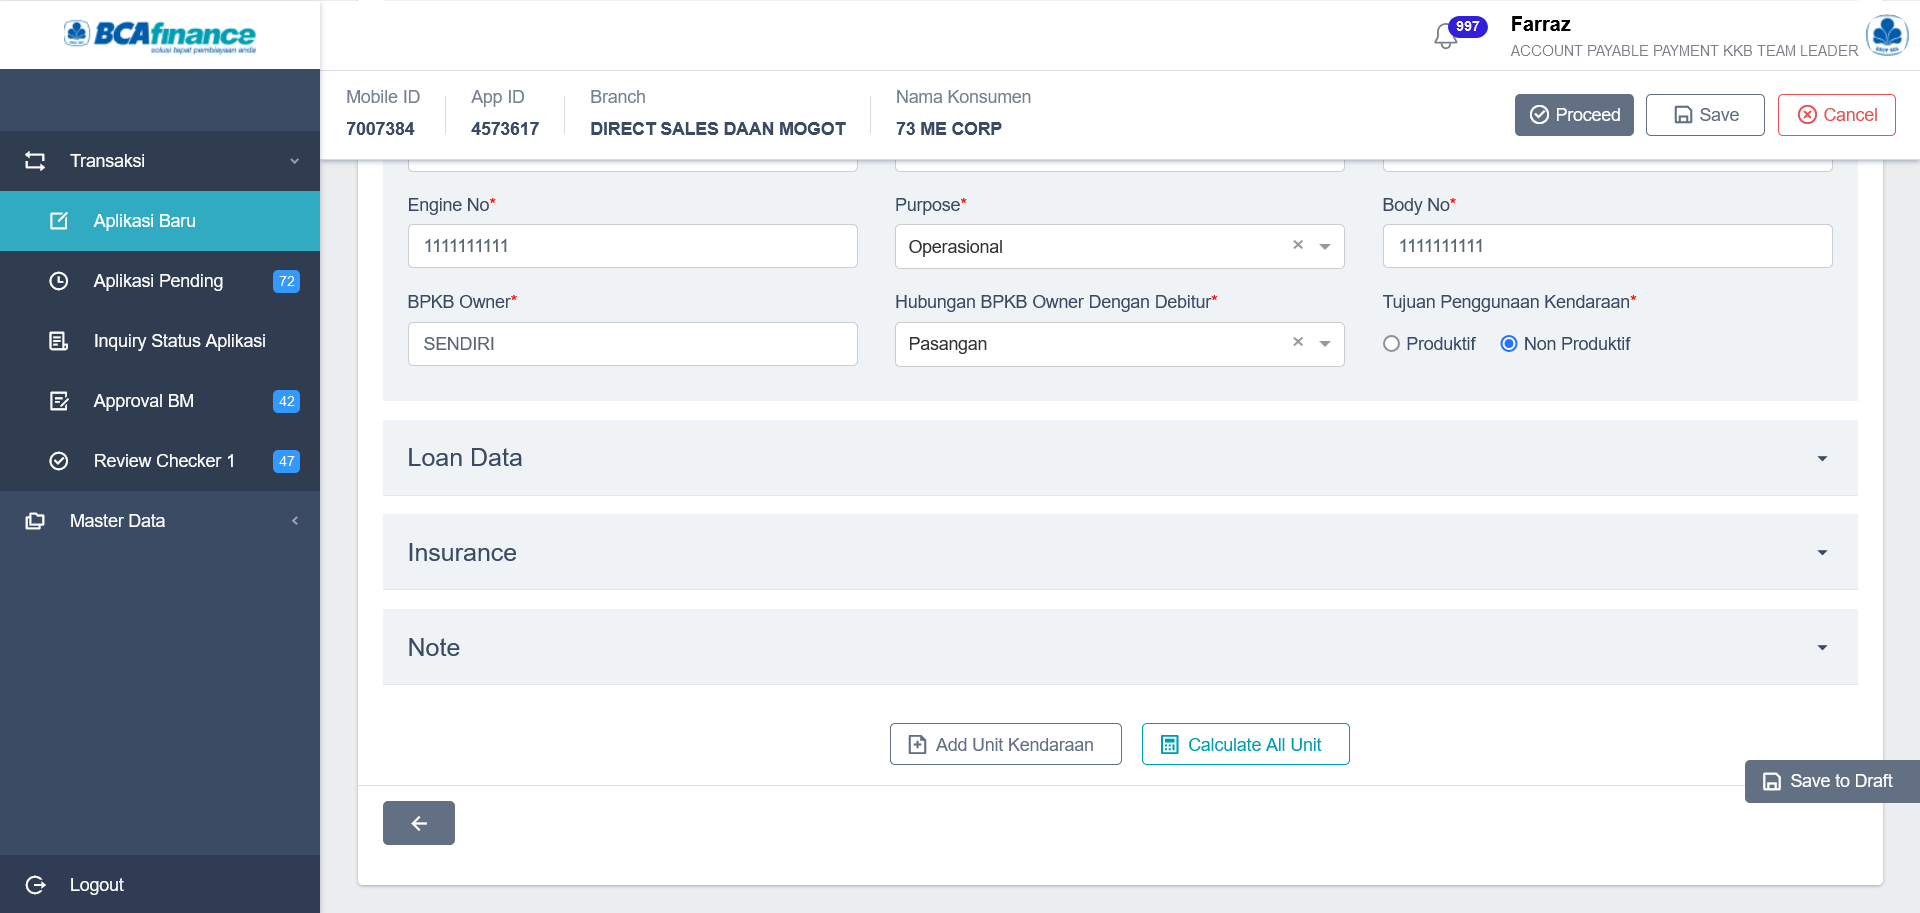 BCAfinance
solusi tepat pembiayaan anda
997
Farraz
ACCOUNT PAYABLE PAYMENT KKB TEAM LEADER
Mobile ID
7007384
App ID
4573617
Branch
DIRECT SALES DAAN MOGOT
Nama Konsumen
73 ME CORP
Proceed
Save
Cancel
Transaksi
Aplikasi Baru
Aplikasi Pending 72
Inquiry Status Aplikasi
Approval BM 42
Review Checker 1 47
Master Data
Logout
Engine No*
1111111111
Purpose*
Operasional
Body No*
1111111111
BPKB Owner*
SENDIRI
Hubungan BPKB Owner Dengan Debitur*
Pasangan
Tujuan Penggunaan Kendaraan*
Produktif Non Produktif
Loan Data
Insurance
Note
Add Unit Kendaraan
Calculate All Unit
Save to Draft